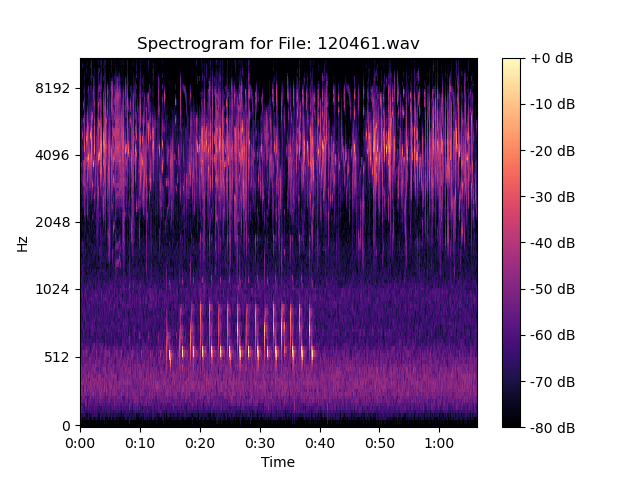 Spectrogram for File: 120461.wav
Hz
8192
4096
2048
1024
512
0
0:00 0:10 0:20 0:30 0:40 0:50 1:00
Time
+0 dB
-10 dB
-20 dB
-30 dB
-40 dB
-50 dB
-60 dB
-70 dB
-80 dB